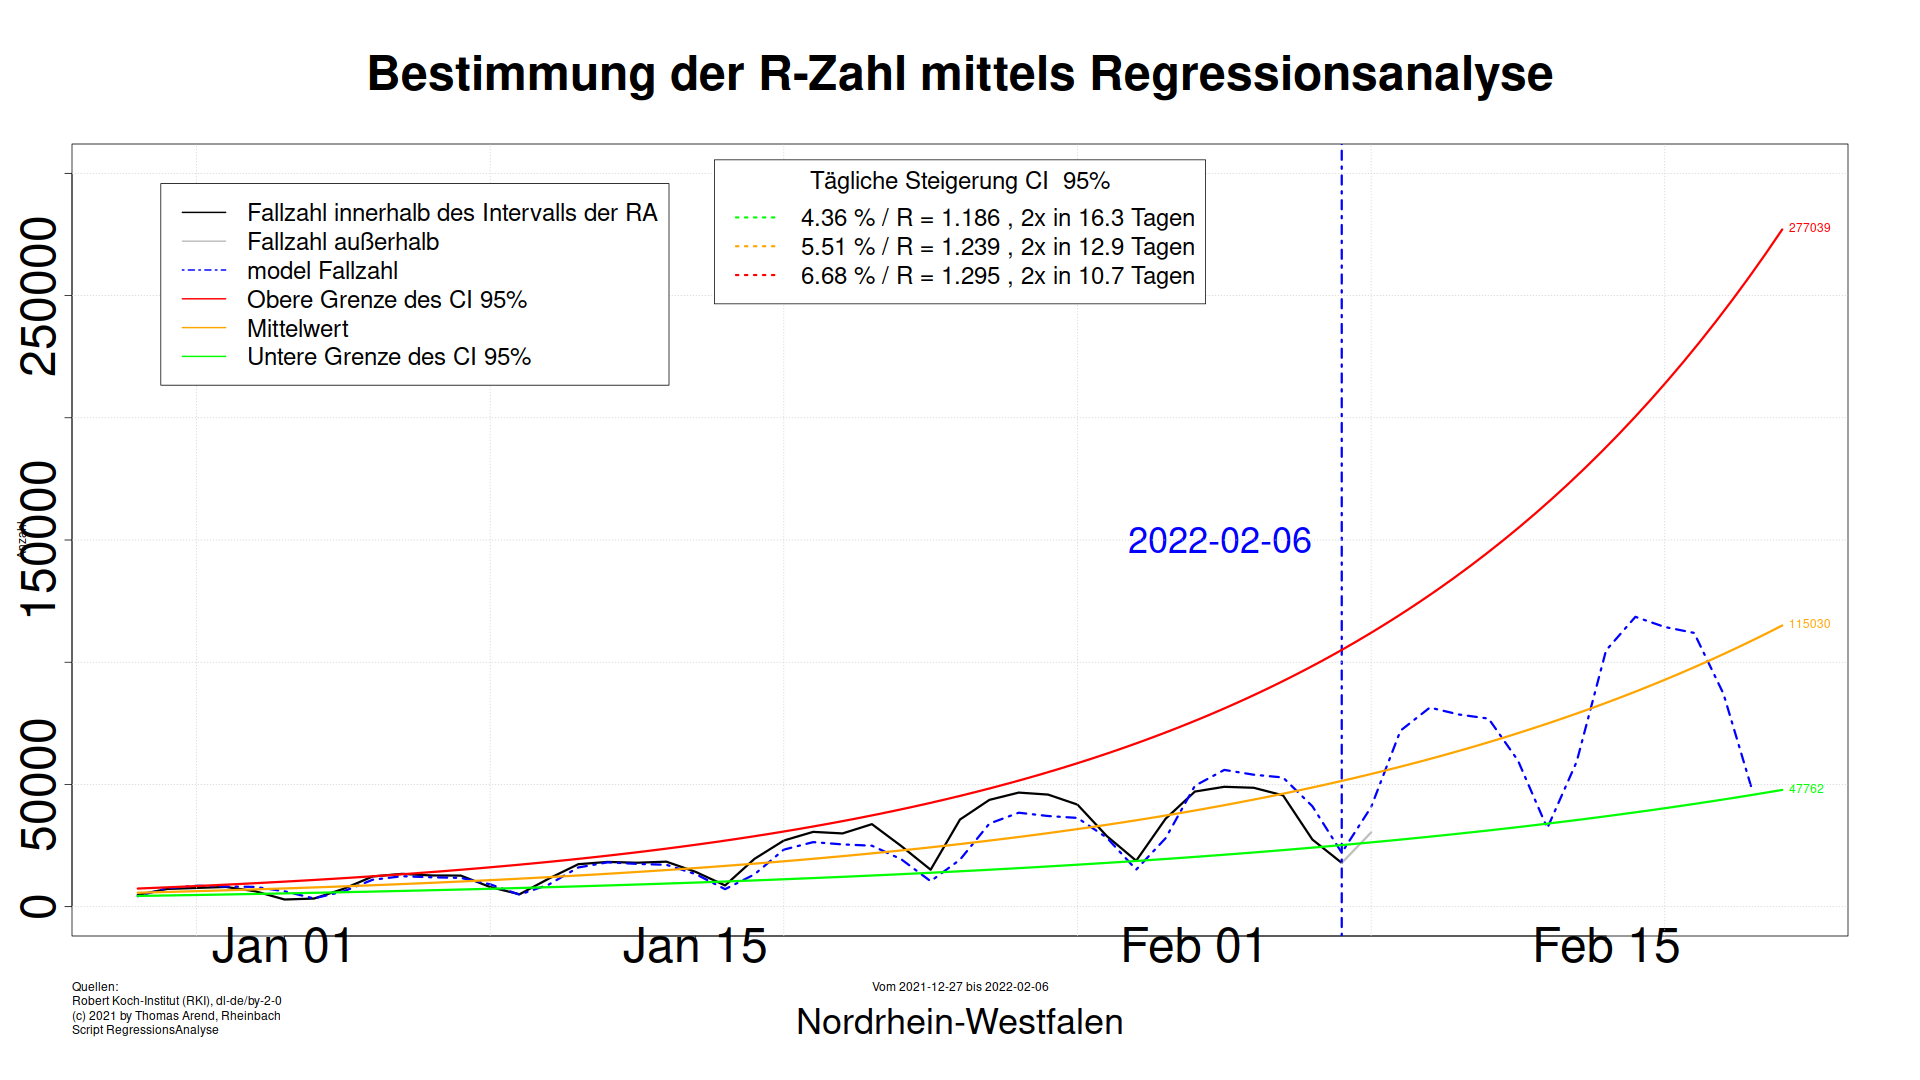 Bestimmung der R-Zahl mittels Regressionsanalyse
Fallzahl innerhalb des Intervalls der RA
Fallzahl außerhalb
model Fallzahl
Obere Grenze des CI 95%
Mittelwert
Untere Grenze des CI 95%
Tägliche Steigerung CI  95%
4.36 % / R = 1.186 , 2x in 16.3 Tagen
5.51 % / R = 1.239 , 2x in 12.9 Tagen
6.68 % / R = 1.295 , 2x in 10.7 Tagen
277039
250000
2022-02-06
150000
Anzahl
115030
47762
50000
0
Jan 01
Jan 15
Feb 01
Feb 15
Quellen:
Robert Koch-Institut (RKI), dl-de/by-2-0
(c) 2021 by Thomas Arend, Rheinbach
Script RegressionsAnalyse
Vom 2021-12-27 bis 2022-02-06
Nordrhein-Westfalen